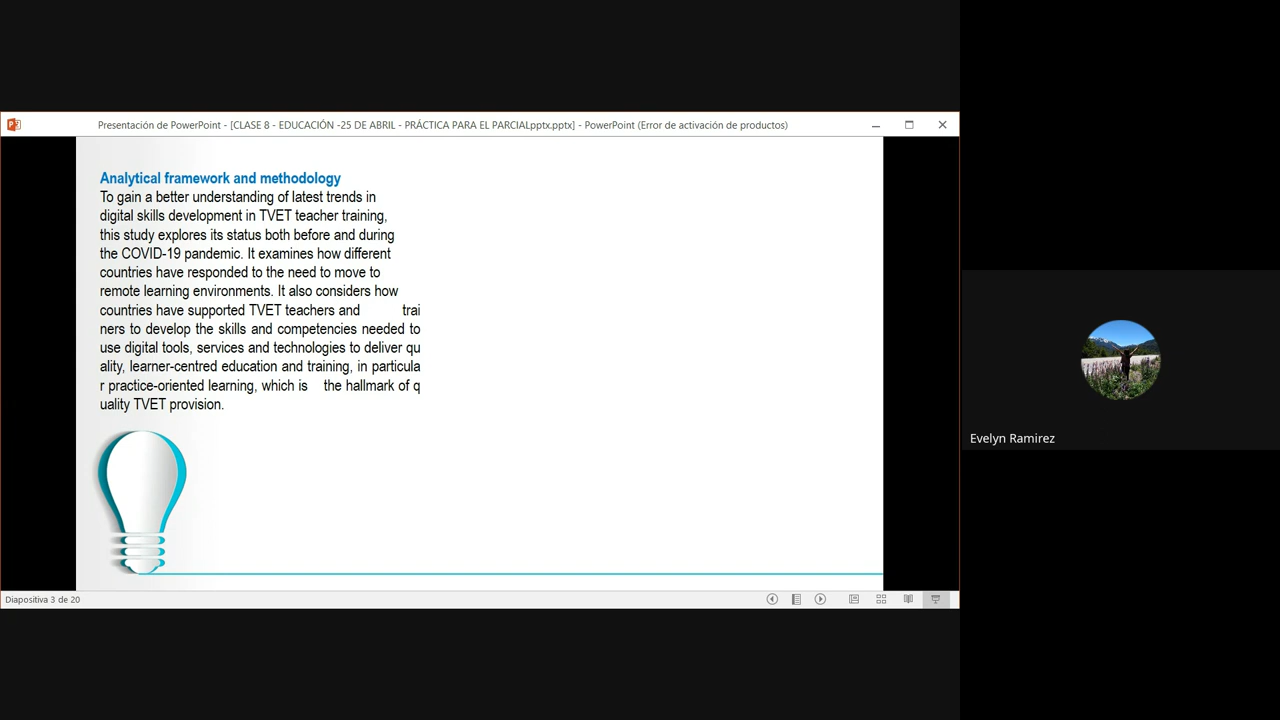 Presentación de PowerPoint - [CLASE 8 - EDUCACIÓN -25 DE ABRIL - PRÁCTICA PARA EL PARCIALpptx.pptx] - PowerPoint (Error de activación de productos)
Analytical framework and methodology
To gain a better understanding of latest trends in
digital skills development in TVET teacher training,
this study explores its status both before and during
the COVID-19 pandemic. It examines how different
countries have responded to the need to move to
remote learning environments. It also considers how
countries have supported TVET teachers and trai
ners to develop the skills and competencies needed to
use digital tools, services and technologies to deliver qu
ality, learner-centred education and training, in particula
r practice-oriented learning, which is the hallmark of q
uality TVET provision.
Evelyn Ramirez
Diapositiva 3 de 20